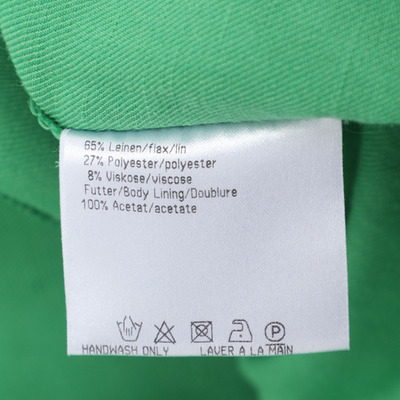 65% Leinen/flax/lin
27% Polyester/polyester
8% Viskose/viscose
Futter/Body Lining/Doublure
100% Acetat/acetate
P
HANDWASH ONLY LAVER A LA MAIN